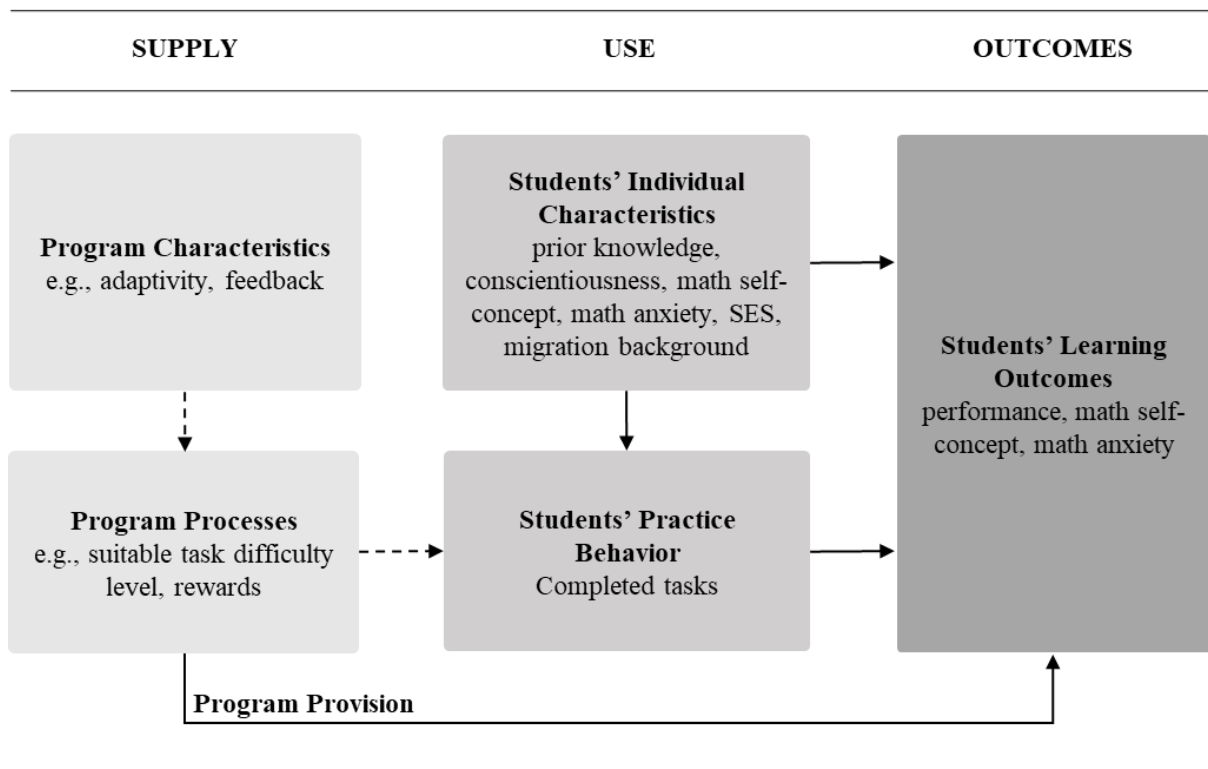 SUPPLY
USE
OUTCOMES
Program Characteristics
e.g., adaptivity, feedback
Students’ Individual
Characteristics
prior knowledge,
conscientiousness, math self-
concept, math anxiety, SES,
migration background
Students’ Learning
Outcomes
performance, math self-
concept, math anxiety
Program Processes
e.g., suitable task difficulty
level, rewards
Students’ Practice
Behavior
Completed tasks
Program Provision